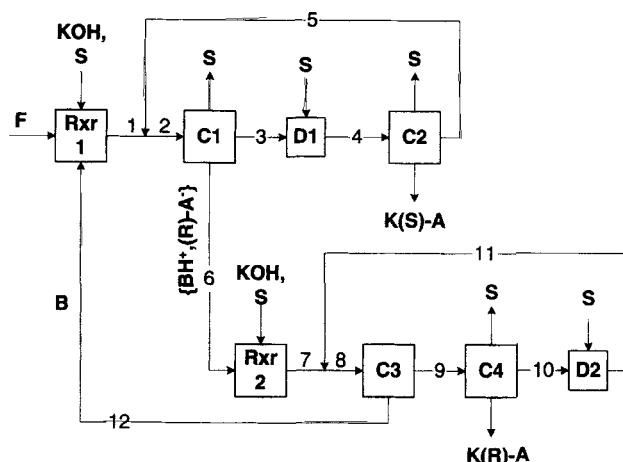 5
KOH,
S
S
S
S
F
Rxr
1
1
2
C1
3
D1
4
C2
{BH⁺,(R)-A⁻}
K(S)-A
6
KOH,
S
11
B
S
S
Rxr
2
7
8
C3
9
C4
10
D2
12
K(R)-A